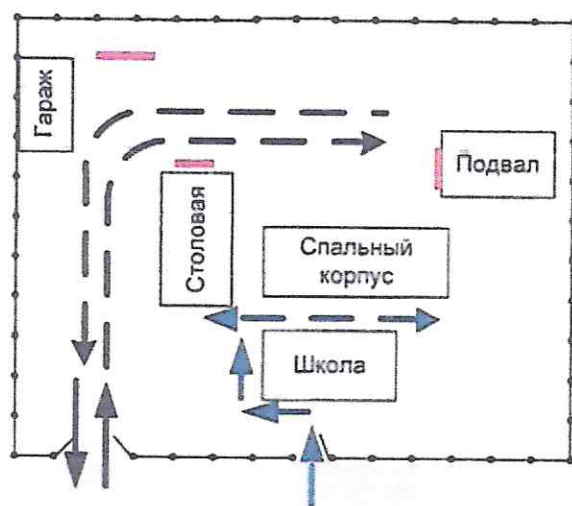 Гараж
Подвал
Столовая
Спальный
корпус
Школа